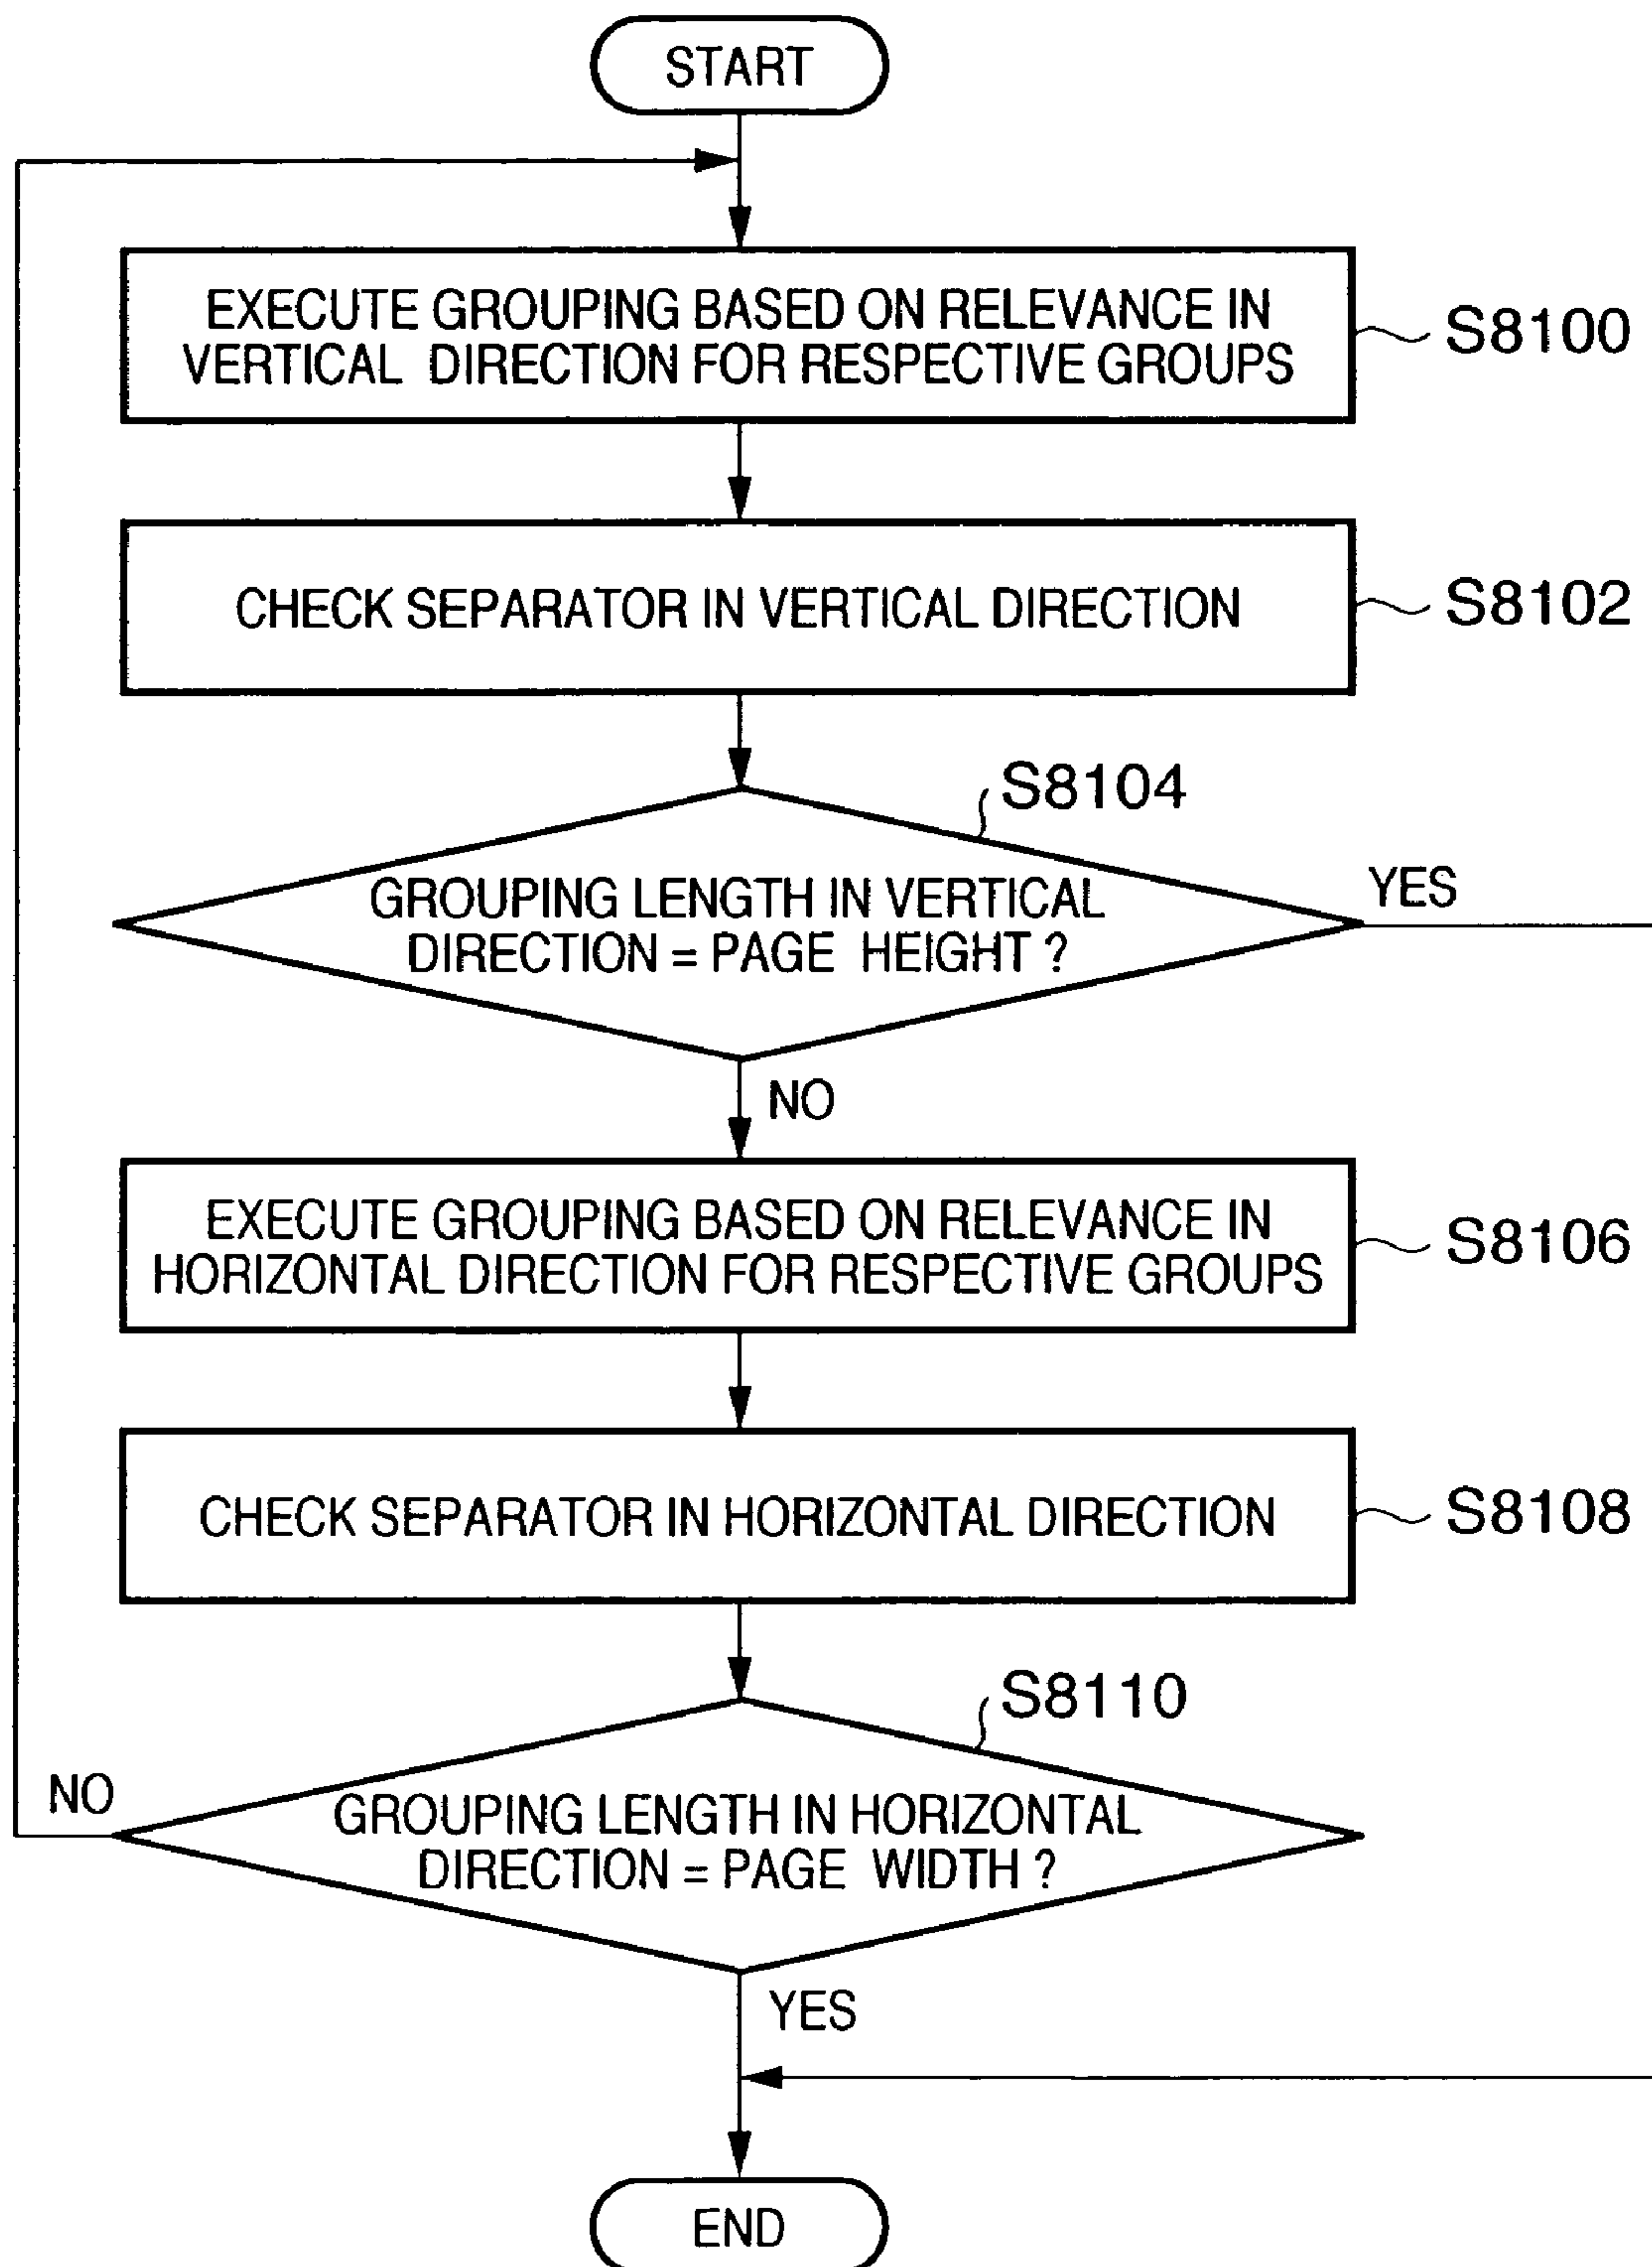 START
EXECUTE GROUPING BASED ON RELEVANCE IN
VERTICAL DIRECTION FOR RESPECTIVE GROUPS
S8100
CHECK SEPARATOR IN VERTICAL DIRECTION
S8102
S8104
GROUPING LENGTH IN VERTICAL
DIRECTION = PAGE HEIGHT ?
YES
NO
EXECUTE GROUPING BASED ON RELEVANCE IN
HORIZONTAL DIRECTION FOR RESPECTIVE GROUPS
S8106
CHECK SEPARATOR IN HORIZONTAL DIRECTION
S8108
S8110
NO
GROUPING LENGTH IN HORIZONTAL
DIRECTION = PAGE WIDTH ?
YES
END